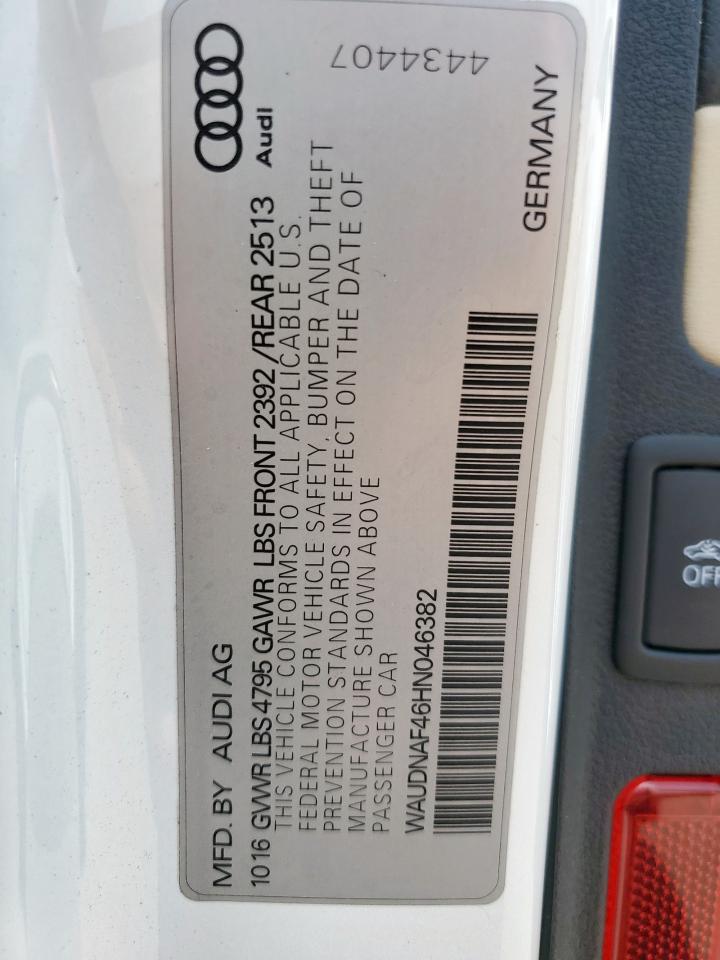 MFD. BY AUDI AG
Audi
1016 GVWR LBS 4795 GAWR LBS FRONT 2392 /REAR 2513
THIS VEHICLE CONFORMS TO ALL APPLICABLE U.S.
FEDERAL MOTOR VEHICLE SAFETY, BUMPER AND THEFT
PREVENTION STANDARDS IN EFFECT ON THE DATE OF
MANUFACTURE SHOWN ABOVE
PASSENGER CAR
4434407
WAUDNAF46HN046382
GERMANY
OFF